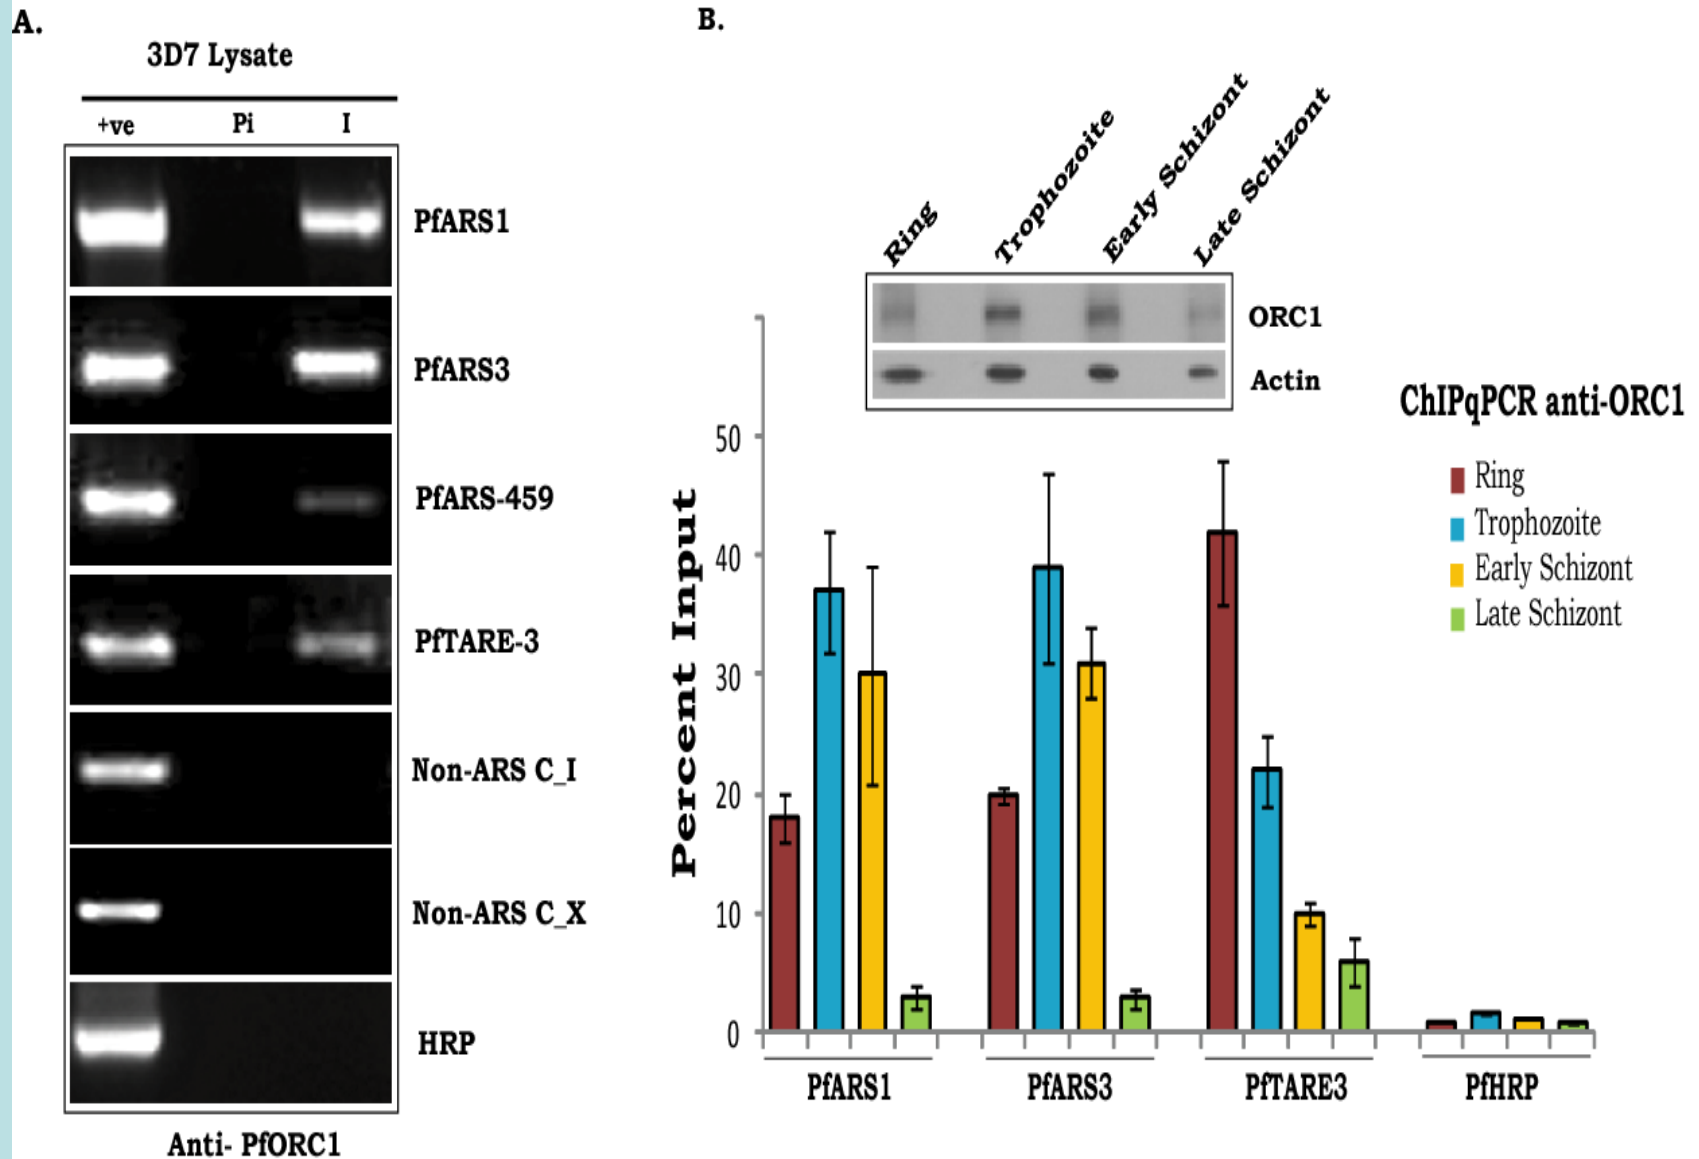 A.
3D7 Lysate
+ve Pi I
PfARS1
PfARS3
PfARS-459
PfTARE-3
Non-ARS C_I
Non-ARS C_X
HRP
Anti- PfORC1
B.
Ring Trophozoite Early Schizont Late Schizont
ORC1
Actin
ChIPqPCR anti-ORC1
Ring
Trophozoite
Early Schizont
Late Schizont
Percent Input
50
40
30
20
10
0
PfARS1 PfARS3 PfTARE3 PfHRP